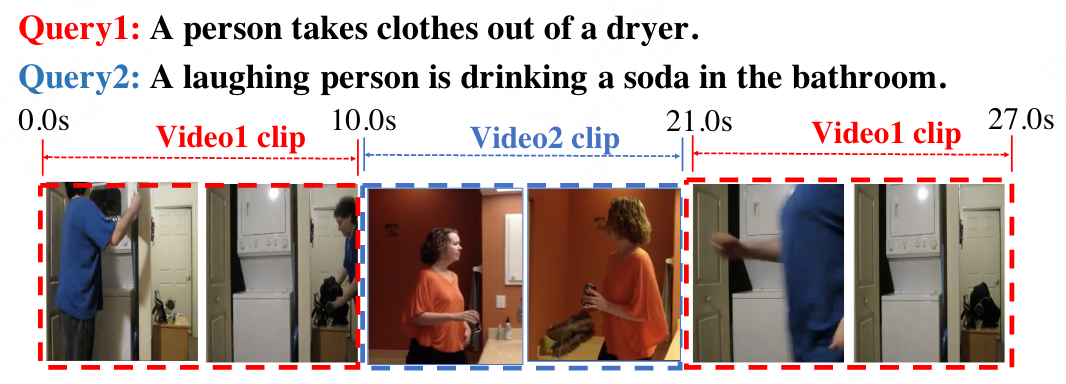 Query1: A person takes clothes out of a dryer.
Query2: A laughing person is drinking a soda in the bathroom.
0.0s Video1 clip 10.0s Video2 clip 21.0s Video1 clip 27.0s